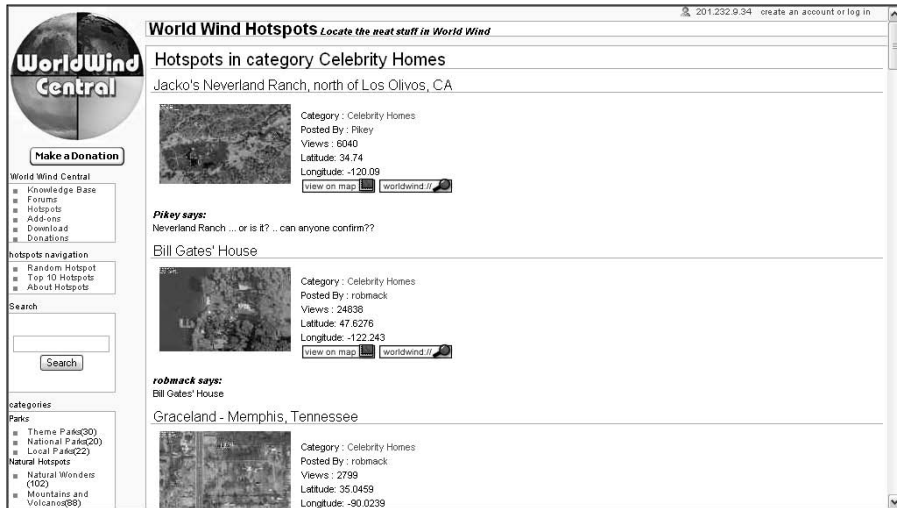 201.232.9.34 create an account or log in
World Wind Hotspots Locate the neat stuff in World Wind
WorldWind
Central
Make a Donation
World Wind Central
Knowledge Base
Forums
Hotspots
Add-ons
Download
Donations
hotspots navigation
Random Hotspot
Top 10 Hotspots
About Hotspots
Search
Search
categories
Parks
Theme Parks(30)
National Parks(20)
Local Parks(22)
Natural Hotspots
Natural Wonders
(102)
Mountains and
Volcanos(88)
Hotspots in category Celebrity Homes
Jacko's Neverland Ranch, north of Los Olivos, CA
Category : Celebrity Homes
Posted By : Pikey
Views : 6040
Latitude: 34.74
Longitude: -120.09
view on map worldwind://
Pikey says:
Neverland Ranch ... or is it? .. can anyone confirm??
Bill Gates' House
Category : Celebrity Homes
Posted By : robmack
Views : 24838
Latitude: 47.6276
Longitude: -122.243
view on map worldwind://
robmack says:
Bill Gates' House
Graceland - Memphis, Tennessee
Category : Celebrity Homes
Posted By : robmack
Views : 2799
Latitude: 35.0459
Longitude: -90.0239